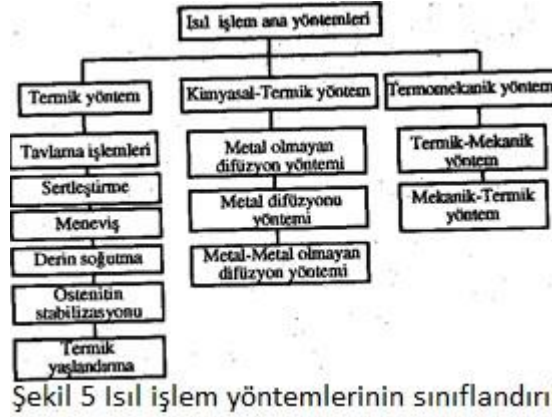 Isıl işlem ana yöntemleri
Termik yöntem
Kimyasal-Termik yöntem
Termomekanik yöntem
Tavlama işlemleri
Sertleştirme
Meneviş
Derin soğutma
Ostenitin
stabilizasyonu
Termik
yaşlandırma
Metal olmayan
difüzyon yöntemi
Metal difüzyonu
yöntemi
Metal-Metal olmayan
difüzyon yöntemi
Termik-Mekanik
yöntem
Mekanik-Termik
yöntem
Şekil 5 Isıl işlem yöntemlerinin sınıflandırı